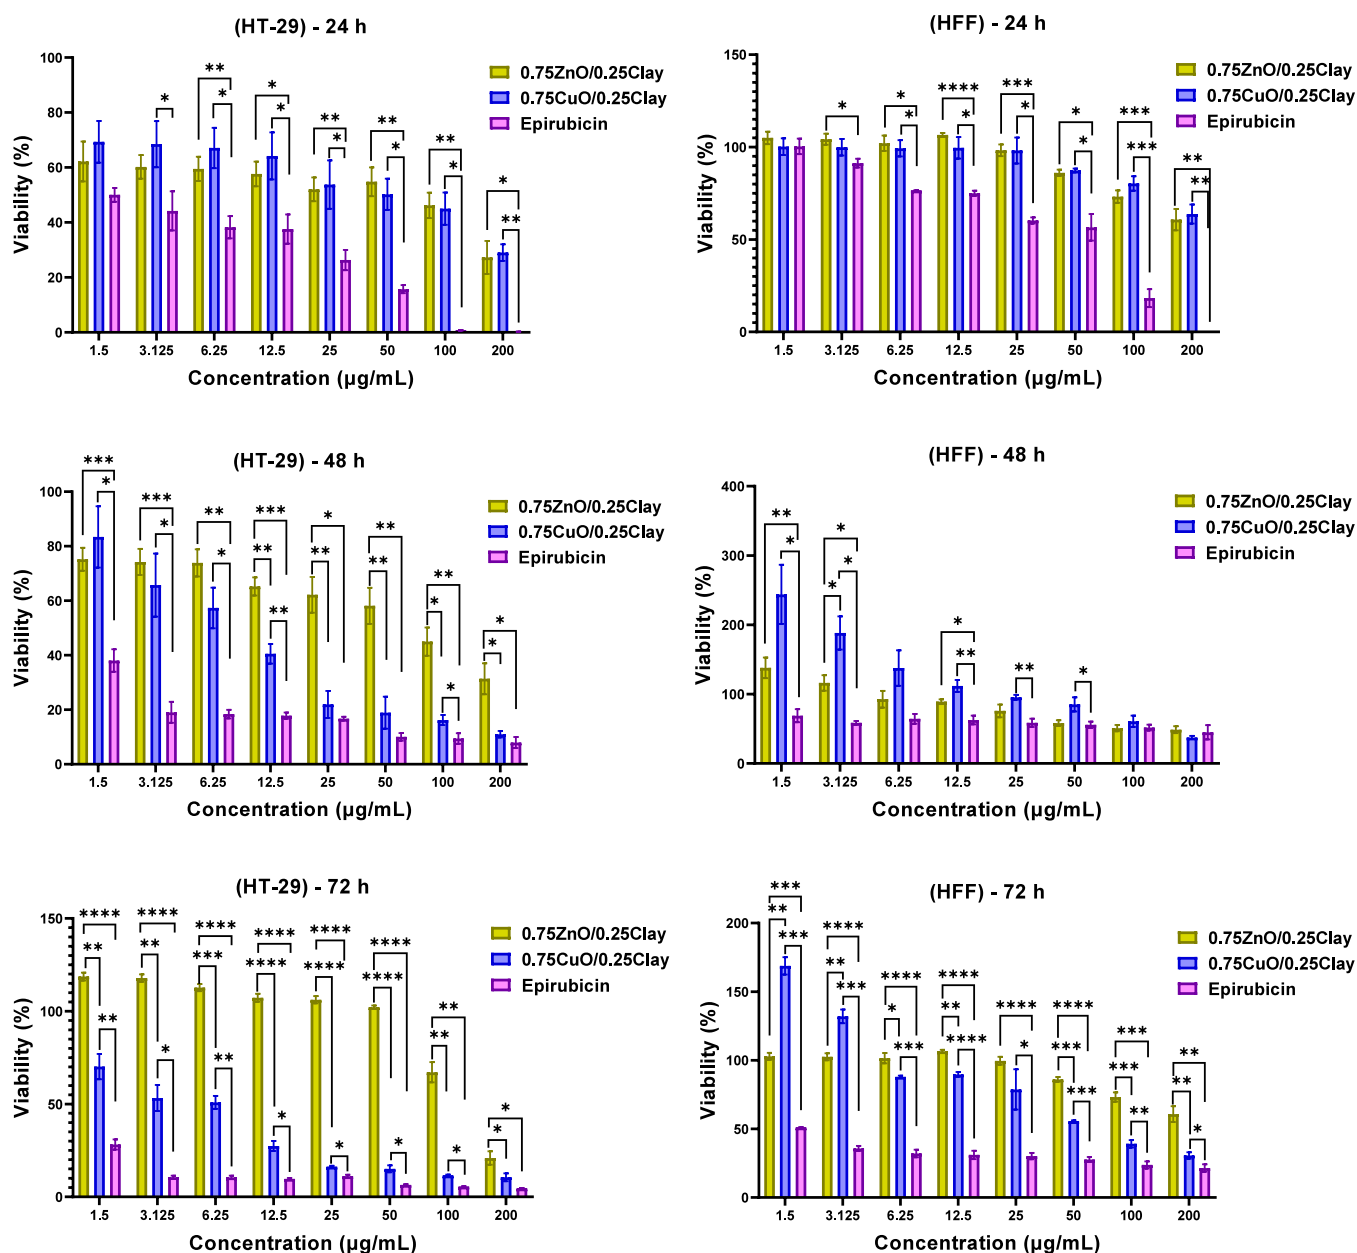 (HT-29) - 24 h
Viability (%)
100
80
60
40
20
0
** * * * * ** * ** * ** * * **
0.75ZnO/0.25Clay
0.75CuO/0.25Clay
Epirubicin
1.5 3.125 6.25 12.5 25 50 100 200
Concentration (µg/mL)
(HFF) - 24 h
Viability (%)
150
100
50
0
* * * **** * *** * * * *** *** ** **
0.75ZnO/0.25Clay
0.75CuO/0.25Clay
Epirubicin
1.5 3.125 6.25 12.5 25 50 100 200
Concentration (µg/mL)
(HT-29) - 48 h
Viability (%)
100
80
60
40
20
0
*** * *** * ** * *** ** ** * ** ** ** ** * * * *
0.75ZnO/0.25Clay
0.75CuO/0.25Clay
Epirubicin
1.5 3.125 6.25 12.5 25 50 100 200
Concentration (µg/mL)
(HFF) - 48 h
Viability (%)
400
300
200
100
0
** * * * * * ** ** *
0.75ZnO/0.25Clay
0.75CuO/0.25Clay
Epirubicin
1.5 3.125 6.25 12.5 25 50 100 200
Concentration (µg/mL)
(HT-29) - 72 h
Viability (%)
150
100
50
0
**** ** ** **** ** * **** *** ** **** **** * **** **** * **** **** * ** ** * * *
0.75ZnO/0.25Clay
0.75CuO/0.25Clay
Epirubicin
1.5 3.125 6.25 12.5 25 50 100 200
Concentration (µg/mL)
(HFF) - 72 h
Viability (%)
200
150
100
50
0
*** ** *** **** ** *** **** * *** **** ** **** **** * **** *** *** *** *** ** ** ** *
0.75ZnO/0.25Clay
0.75CuO/0.25Clay
Epirubicin
1.5 3.125 6.25 12.5 25 50 100 200
Concentration (µg/mL)